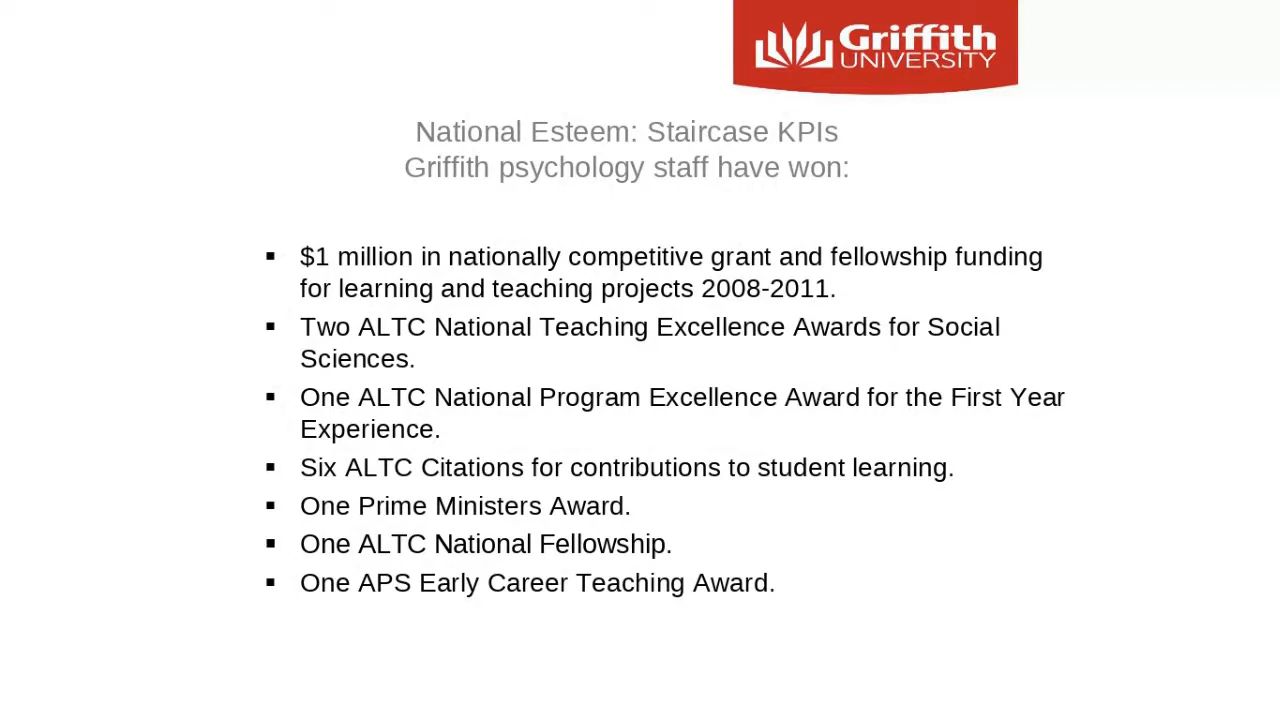 Griffith
UNIVERSITY
National Esteem: Staircase KPIs
Griffith psychology staff have won:
▪ $1 million in nationally competitive grant and fellowship funding
for learning and teaching projects 2008-2011.
▪ Two ALTC National Teaching Excellence Awards for Social
Sciences.
▪ One ALTC National Program Excellence Award for the First Year
Experience.
▪ Six ALTC Citations for contributions to student learning.
▪ One Prime Ministers Award.
▪ One ALTC National Fellowship.
▪ One APS Early Career Teaching Award.